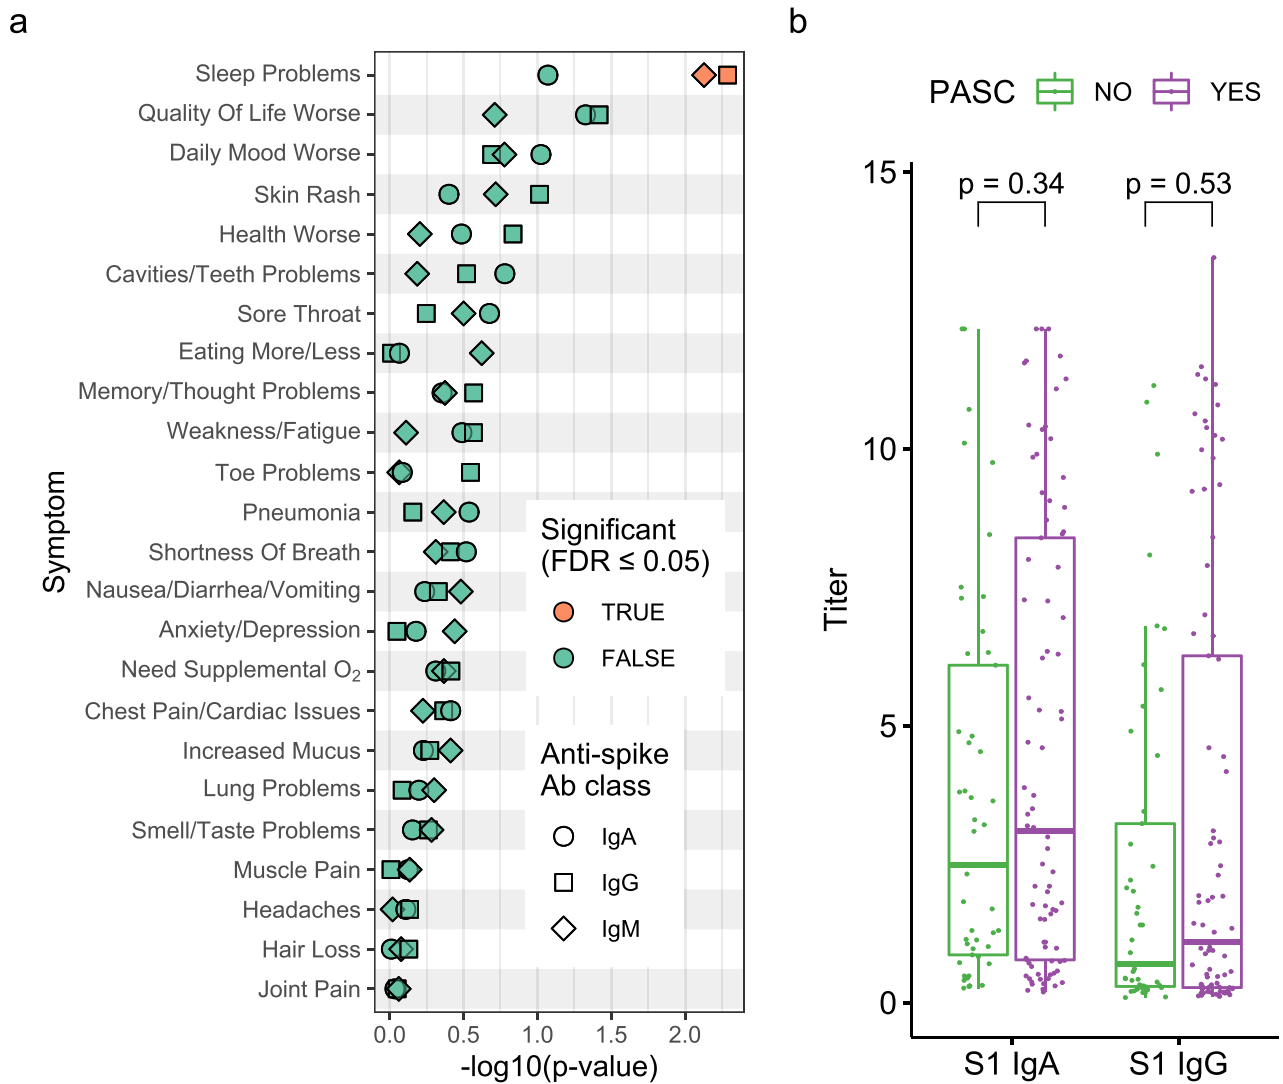 a
Symptom
Sleep Problems
Quality Of Life Worse
Daily Mood Worse
Skin Rash
Health Worse
Cavities/Teeth Problems
Sore Throat
Eating More/Less
Memory/Thought Problems
Weakness/Fatigue
Toe Problems
Pneumonia
Shortness Of Breath
Nausea/Diarrhea/Vomiting
Anxiety/Depression
Need Supplemental O₂
Chest Pain/Cardiac Issues
Increased Mucus
Lung Problems
Smell/Taste Problems
Muscle Pain
Headaches
Hair Loss
Joint Pain
0.0 0.5 1.0 1.5 2.0
-log10(p-value)
Significant
(FDR ≤ 0.05)
TRUE
FALSE
Anti-spike
Ab class
IgA
IgG
IgM
b
PASC NO YES
Titer
15
10
5
0
p = 0.34 p = 0.53
S1 IgA S1 IgG